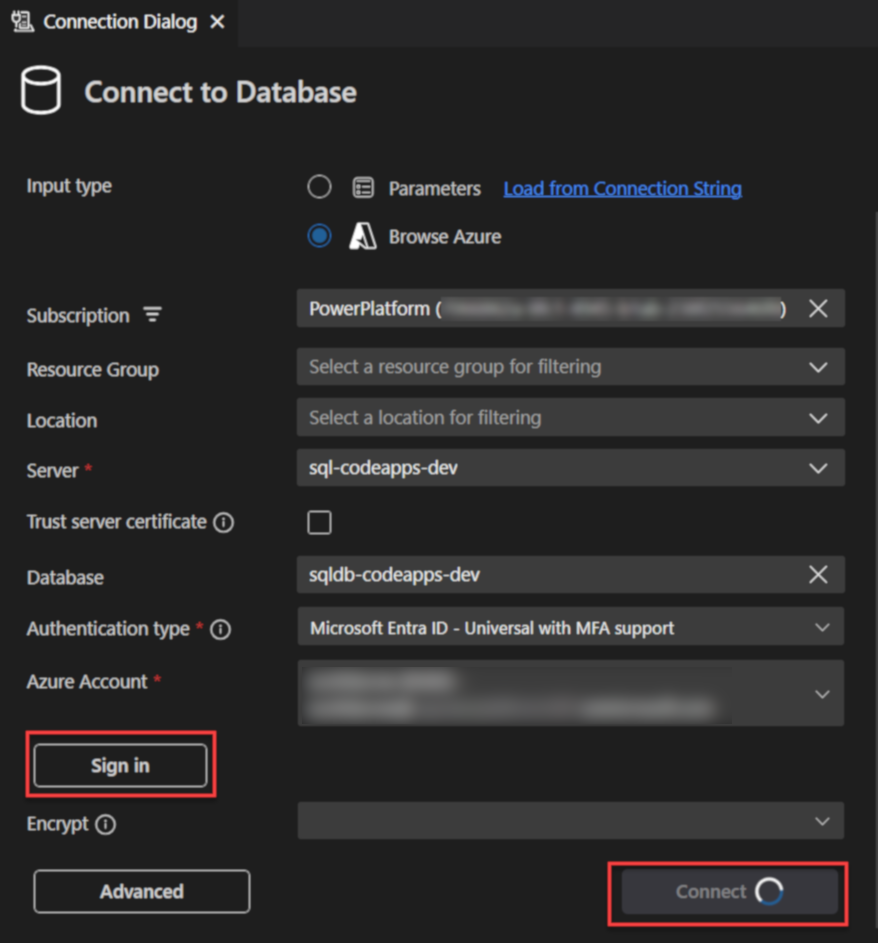 Connection Dialog
Connect to Database
Input type
Parameters Load from Connection String
Browse Azure
Subscription PowerPlatform ( )
Resource Group Select a resource group for filtering
Location Select a location for filtering
Server * sql-codeapps-dev
Trust server certificate
Database sqldb-codeapps-dev
Authentication type * Microsoft Entra ID - Universal with MFA support
Azure Account *
Sign in
Encrypt
Advanced Connect